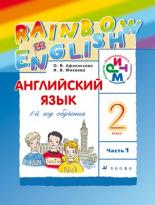 RAINBOW
ENGLISH
О. В. Афанасьева
И. В. Михеева
АНГЛИЙСКИЙ
ЯЗЫК
1-й год обучения
2
класс
Часть 1